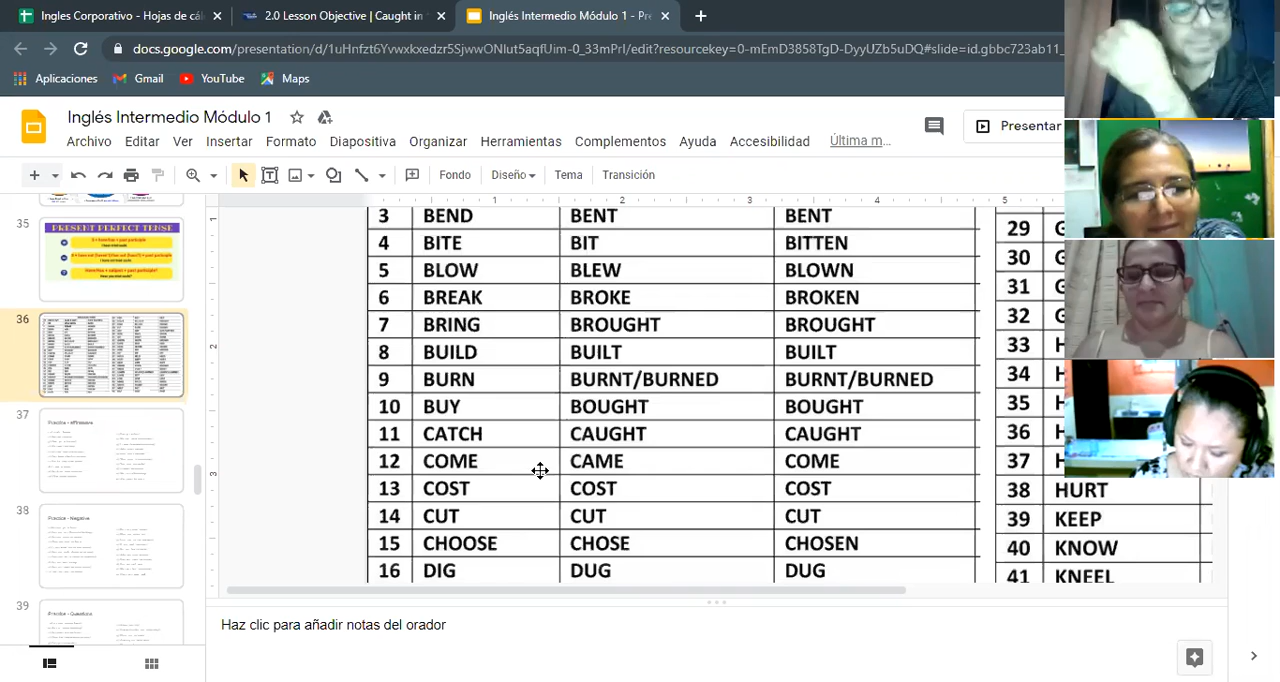 Ingles Corporativo - Hojas de cál
2.0 Lesson Objective | Caught in
Inglés Intermedio Módulo 1 - Pre
docs.google.com/presentation/d/1uHnfzt6Yvwxkxedzr5SjwwONIut5aqfUim-0_33mPrI/edit?resourcekey=0-mEmD3858TgD-DyyUZb5uDQ#slide=id.gbbc723ab11_
Aplicaciones Gmail YouTube Maps
Inglés Intermedio Módulo 1
Archivo Editar Ver Insertar Formato Diapositiva Organizar Herramientas Complementos Ayuda Accesibilidad Última m...
Presentar
Fondo Diseño Tema Transición
35
PRESENT PERFECT TENSE
36
37
Practice - Affirmative
38
Practice - Negative
39
Practice - Questions
3 BEND BENT BENT
4 BITE BIT BITTEN
5 BLOW BLEW BLOWN
6 BREAK BROKE BROKEN
7 BRING BROUGHT BROUGHT
8 BUILD BUILT BUILT
9 BURN BURNT/BURNED BUINT/BURNED
10 BUY BOUGHT BOUGHT
11 CATCH CAUGHT CAUGHT
12 COME CAME COME
13 COST COST COST
14 CUT CUT CUT
15 CHOOSE CHOSE CHOSEN
16 DIG DUG DUG
29 G
30 G
31 G
32 G
33 H
34 H
35 H
36 H
37 H
38 HURT
39 KEEP
40 KNOW
41 KNEEL
Haz clic para añadir notas del orador